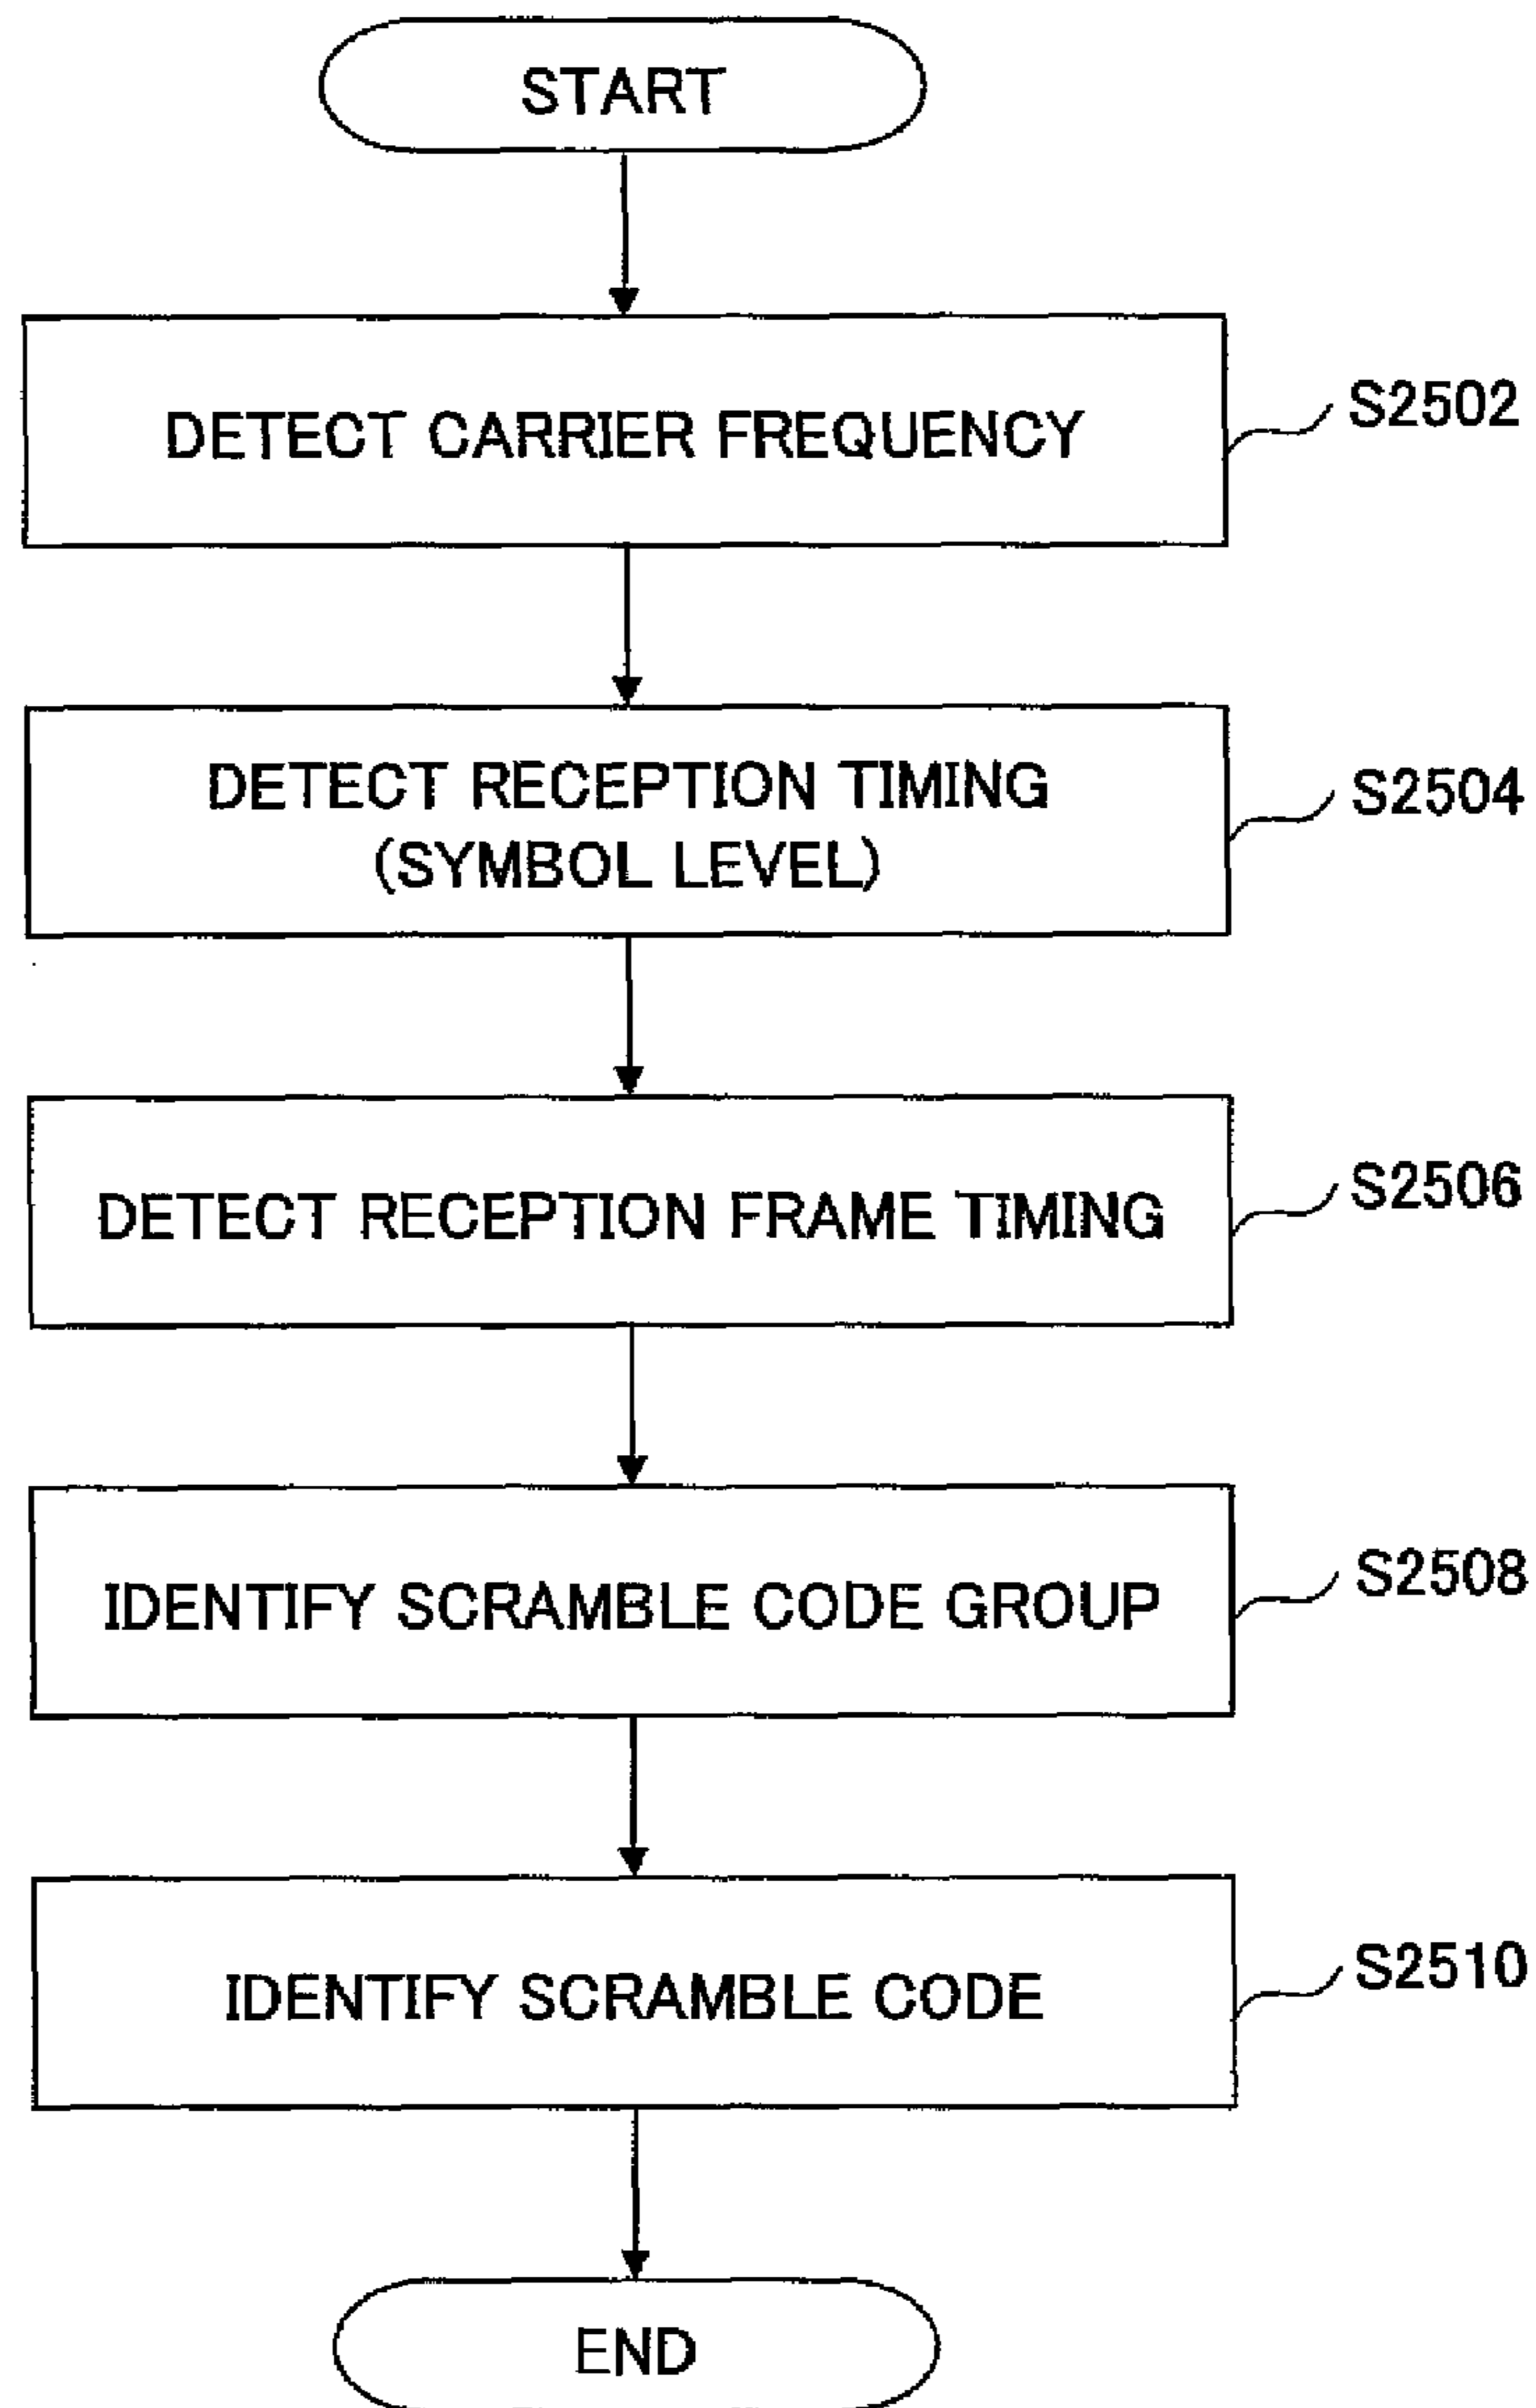 START
DETECT CARRIER FREQUENCY
S2502
DETECT RECEPTION TIMING
(SYMBOL LEVEL)
S2504
DETECT RECEPTION FRAME TIMING
S2506
IDENTIFY SCRAMBLE CODE GROUP
S2508
IDENTIFY SCRAMBLE CODE
S2510
END